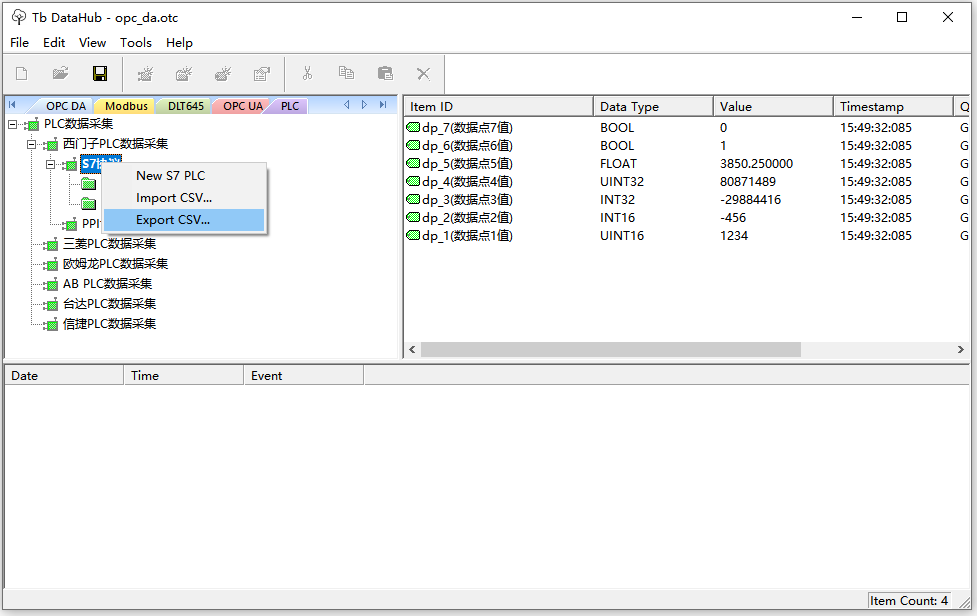 Tb DataHub - opc_da.otc
File Edit View Tools Help
OPC DA Modbus DLT645 OPC UA PLC
PLC数据采集
西门子PLC数据采集
S7
New S7 PLC
Import CSV...
Export CSV...
PPI
三菱PLC数据采集
欧姆龙PLC数据采集
AB PLC数据采集
台达PLC数据采集
信捷PLC数据采集
Item ID Data Type Value Timestamp Q
dp_7(数据点7值) BOOL 0 15:49:32:085 G
dp_6(数据点6值) BOOL 1 15:49:32:085 G
dp_5(数据点5值) FLOAT 3850.250000 15:49:32:085 G
dp_4(数据点4值) UINT32 80871489 15:49:32:085 G
dp_3(数据点3值) INT32 -29884416 15:49:32:085 G
dp_2(数据点2值) INT16 -456 15:49:32:085 G
dp_1(数据点1值) UINT16 1234 15:49:32:085 G
Date Time Event
Item Count: 4